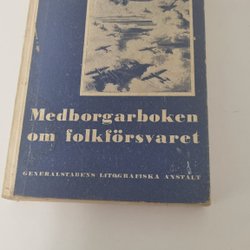 Medborgarboken
om folkförsvaret
GENERALSTABENS LITOGRAFISKA ANSTALT